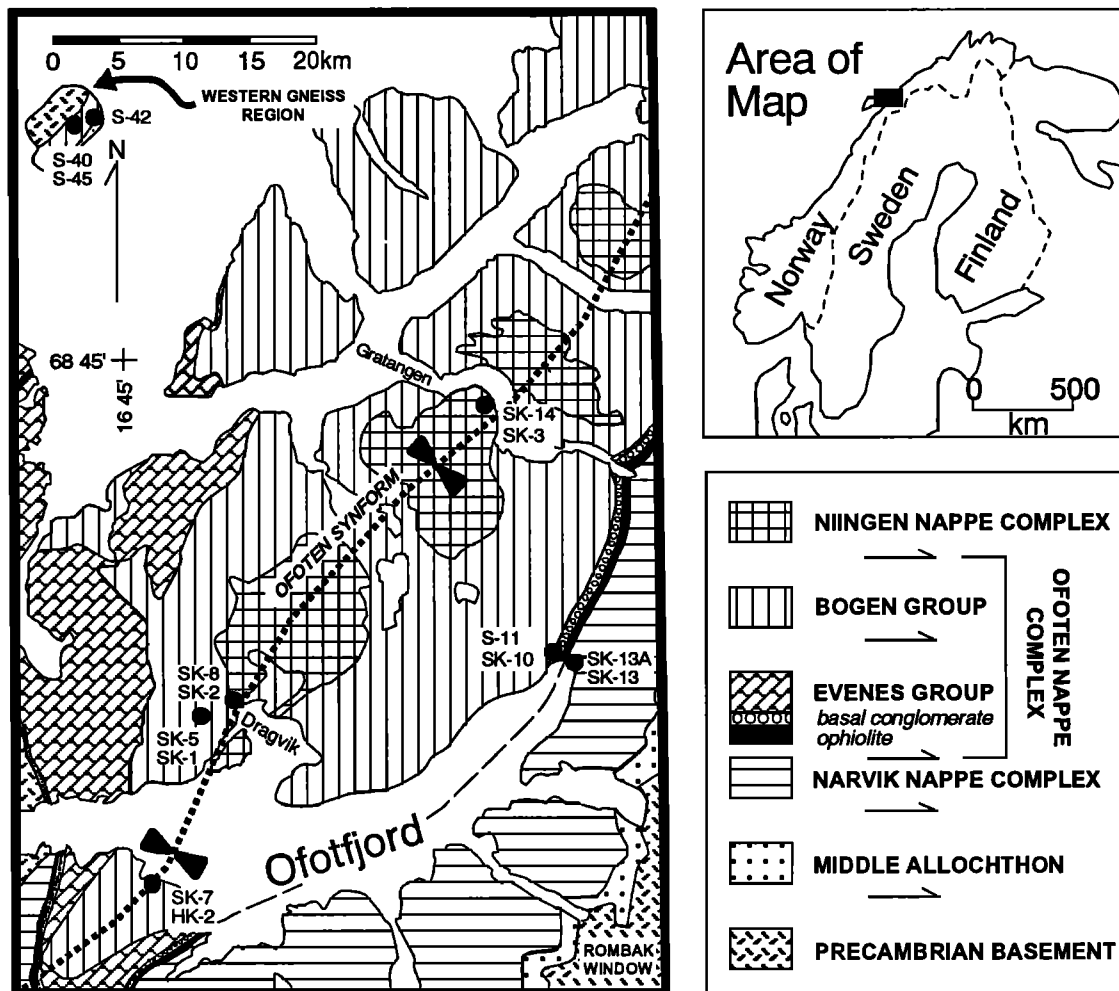 0 5 10 15 20km
WESTERN GNEISS
REGION
S-42
S-40
S-45
N
68 45'
16 45'
Gratangen
SK-14
SK-3
OFOTEN SYNFORM
S-11
SK-10
SK-13A
SK-13
SK-8
SK-2
Dragvik
SK-5
SK-1
Ofotfjord
SK-7
HK-2
ROMBAK
WINDOW
Area of
Map
Norway
Sweden
Finland
0 500
km
NIINGEN NAPPE COMPLEX
BOGEN GROUP
EVENES GROUP
basal conglomerate
ophiolite
OFOTEN NAPPE
COMPLEX
NARVIK NAPPE COMPLEX
MIDDLE ALLOCHTHON
PRECAMBRIAN BASEMENT